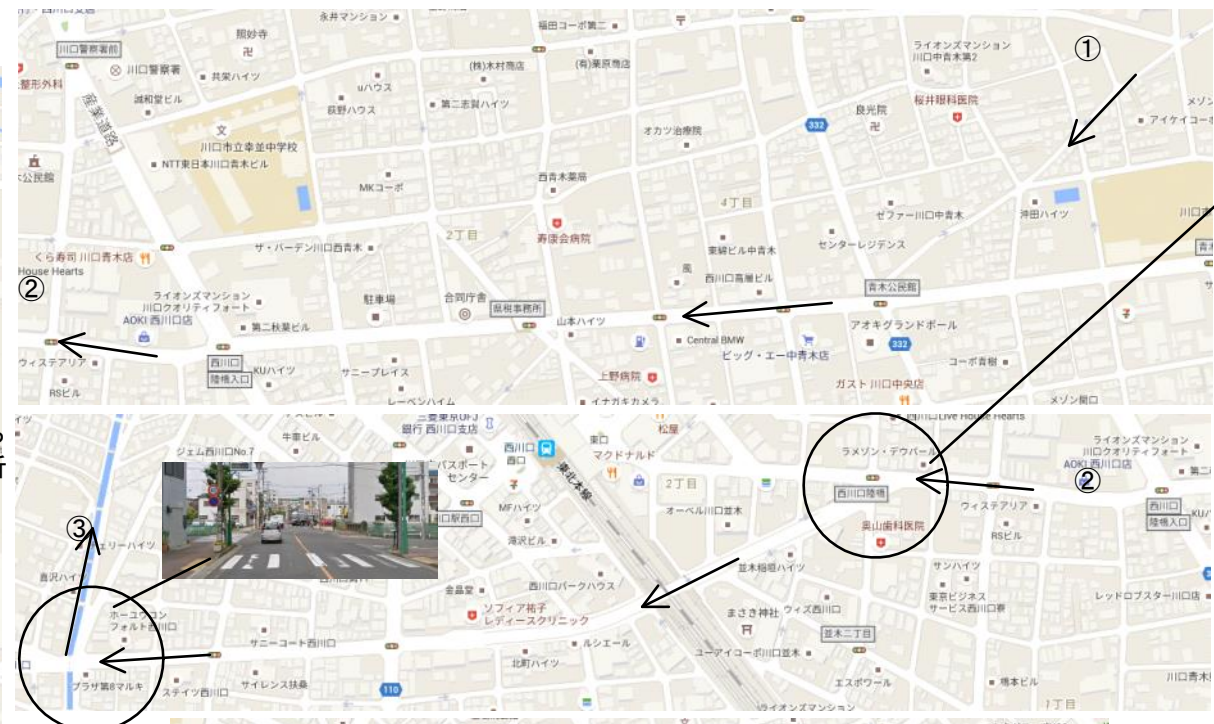 永井マンション
福田コーポ第二
照妙寺
川口警察署前
川口警察署
共栄ハイツ
(株)木村商店
(有)栗原商店
ライオンズマンション
川口中青木第2
①
整形外科
誠和堂ビル
uハウス
荻野ハウス
第二志賀ハイツ
桜井眼科医院
メゾン
アイケイコーポ
産業道路
文
川口市立幸並中学校
NTT東日本川口青木ビル
オカツ治療院
332
良光院
公民館
MKコーポ
西青木薬局
4丁目
ゼファー川口中青木
沖田ハイツ
川口市
くら寿司 川口青木店
House Hearts
ザ・バーデン川口西青木
2丁目
寿康会病院
東錦ビル中青木
センターレジデンス
青木
②
ライオンズマンション
川口クオリティフォート
AOKI 西川口店
駐車場
合同庁舎
県税事務所
西川口高層ビル
青木公民館
第二秋葉ビル
山本ハイツ
Central BMW
アオキグランドボール
ウィステアリア
西川口
陸橋入口
KUハイツ
サニープレイス
ビッグ・エー中青木店
332
コーポ青樹
RSビル
レーベンハイム
上野病院
イナガキカメラ
ガスト 川口中央店
メゾン関口
三菱東京UFJ
銀行 西川口支店
牛重ビル
ジェム西川口No.7
西川口
西口
東口
松屋
マクドナルド
西川口Live House Hearts
ラメゾン・デウパール
ライオンズマンション
川口クオリティフォート
AOKI 西川口店
パスポート
センター
東北本線
2丁目
西川口陸橋
②
③
口駅西口
MFハイツ
オーベル川口並木
ウィステアリア
西川口
陸橋入口
KUハ
滝沢ビル
奥山歯科医院
RSビル
喜沢ハイツ
金昌堂
西川口パークハウス
並木稲垣ハイツ
サンハイツ
ホーユウコン
フォルト西川口
ソフィア祐子
レディースクリニック
まさき神社
ウィズ西川口
東京ビジネス
サービス西川口寮
レッドロブスター川口店
サニーコート西川口
ルシエール
並木二丁目
ユーアイコーポ川口並木
北町ハイツ
プラザ第8マルキ
ステイツ西川口
サイレンス扶桑
110
エスポワール
橋本ビル
川口青木
ライオンズマンション
1丁目